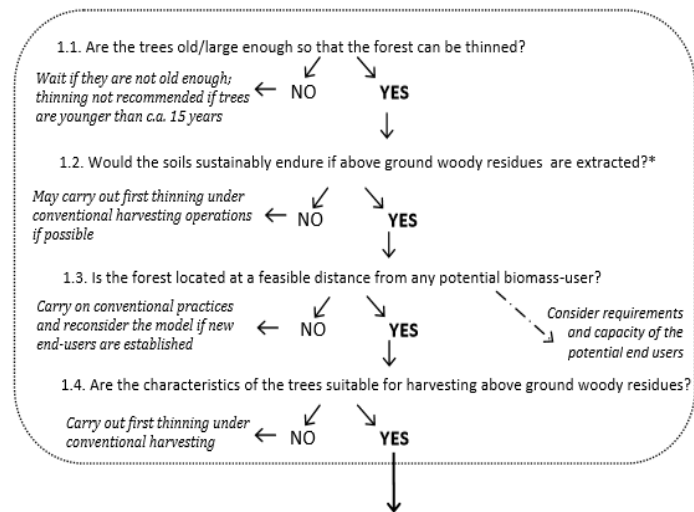 1.1. Are the trees old/large enough so that the forest can be thinned?
Wait if they are not old enough;
thinning not recommended if trees
are younger than c.a. 15 years
NO
YES
1.2. Would the soils sustainably endure if above ground woody residues are extracted?*
May carry out first thinning under
conventional harvesting operations
if possible
NO
YES
1.3. Is the forest located at a feasible distance from any potential biomass-user?
Carry on conventional practices
and reconsider the model if new
end-users are established
NO
YES
Consider requirements
and capacity of the
potential end users
1.4. Are the characteristics of the trees suitable for harvesting above ground woody residues?
Carry out first thinning under
conventional harvesting
NO
YES